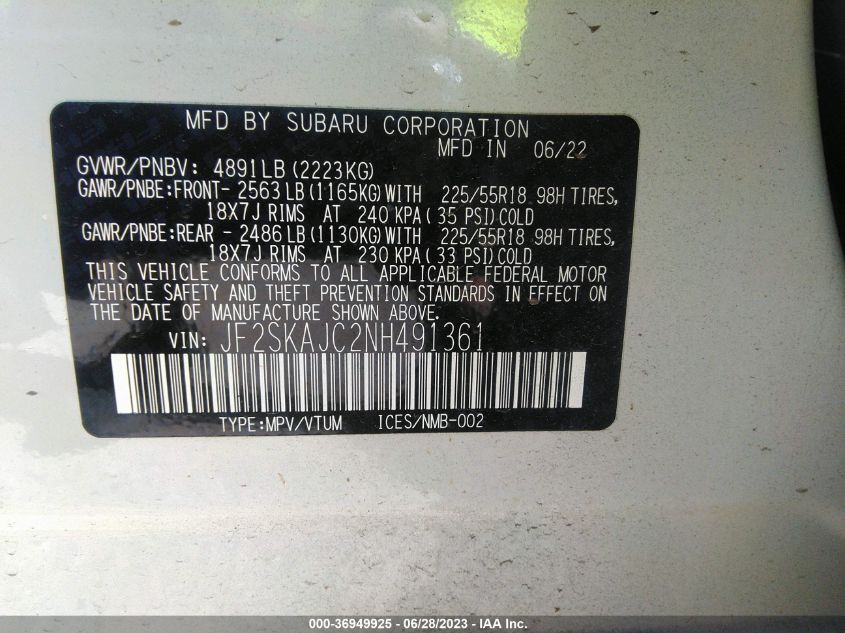 MFD BY SUBARU CORPORATION
MFD IN 06/22
GVWR/PNBV: 4891LB (2223KG)
GAWR/PNBE:FRONT- 2563LB(1165KG)WITH 225/55R18 98H TIRES,
18X7J RIMS AT 240 KPA( 35 PSI)COLD
GAWR/PNBE:REAR - 2486LB(1130KG)WITH 225/55R18 98H TIRES,
18X7J RIMS AT 230 KPA( 33 PSI)COLD
THIS VEHICLE CONFORMS TO ALL APPLICABLE FEDERAL MOTOR
VEHICLE SAFETY AND THEFT PREVENTION STANDARDS IN EFFECT ON
THE DATE OF MANUFACTURE SHOWN ABOVE.
VIN: JF2SKAJC2NH491361
TYPE:MPV/VTUM ICES/NMB-002
000-36949925 - 06/28/2023 - IAA Inc.